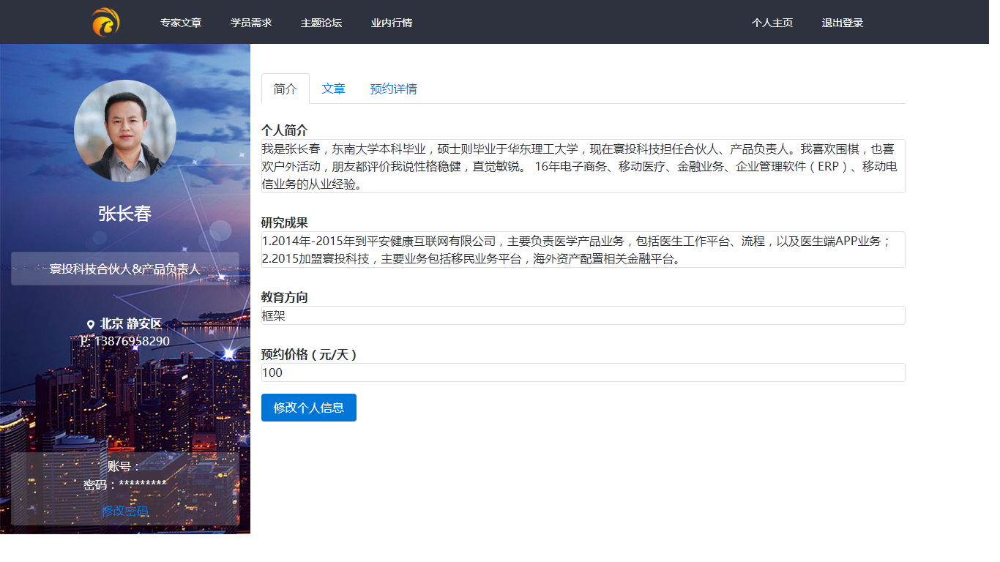 专家文章 学员需求 主题论坛 业内行情 个人主页 退出登录
张长春
寰投科技合伙人&产品负责人
北京 静安区
P: 13876958290
账号：
密码：*********
修改密码
简介 文章 预约详情
个人简介
我是张长春，东南大学本科毕业，硕士则毕业于华东理工大学，现在寰投科技担任合伙人、产品负责人。我喜欢围棋，也喜
欢户外活动，朋友都评价我说性格稳健，直觉敏锐。 16年电子商务、移动医疗、金融业务、企业管理软件（ERP）、移动电
信业务的从业经验。
研究成果
1.2014年-2015年到平安健康互联网有限公司，主要负责医学产品业务，包括医生工作平台、流程，以及医生端APP业务；
2.2015加盟寰投科技，主要业务包括移民业务平台，海外资产配置相关金融平台。
教育方向
框架
预约价格（元/天）
100
修改个人信息